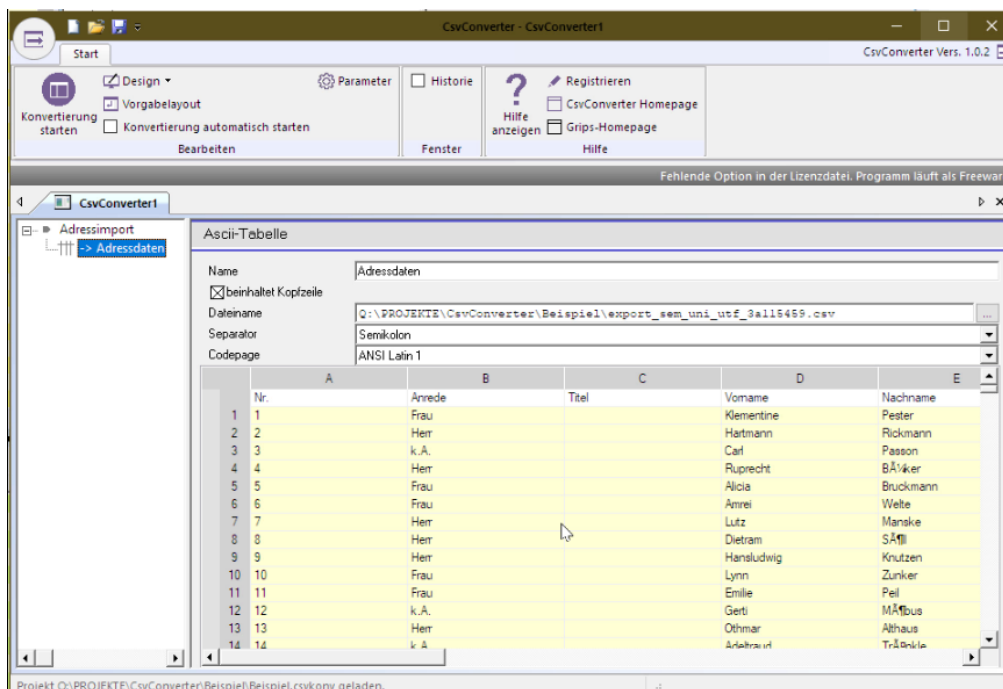 CsvConverter - CsvConverter1
Start
CsvConverter Vers. 1.0.2
Konvertierung starten
Design
Vorgabelayout
Konvertierung automatisch starten
Parameter
Bearbeiten
Historie
Fenster
Hilfe anzeigen
Registrieren
CsvConverter Homepage
Grips-Homepage
Hilfe
Fehlende Option in der Lizenzdatei. Programm läuft als Freewar
CsvConverter1
Adressimport
-> Adressdaten
Ascii-Tabelle
Name Adressdaten
beinhaltet Kopfzeile
Dateiname Q:\PROJEKTE\CsvConverter\Beispiel\export_sem_uni_utf_3a115459.csv ...
Separator Semikolon
Codepage ANSI Latin 1
A B C D E
Nr. Anrede Titel Vorname Nachname
1 1 Frau Klementine Pester
2 2 Herr Hartmann Rickmann
3 3 k.A. Carl Passon
4 4 Herr Ruprecht BÃ¼ker
5 5 Frau Alicia Bruckmann
6 6 Frau Amrei Welte
7 7 Herr Lutz Manske
8 8 Herr Dietram SÃ¶ll
9 9 Herr Hansludwig Knutzen
10 10 Frau Lynn Zunker
11 11 Frau Emilie Peil
12 12 k.A. Gerti MÃ¶bus
13 13 Herr Othmar Althaus
14 14 k.A. Adeltraud
Projekt Q:\PROJEKTE\CsvConverter\Beispiel\Beispiel.csvkonv geladen.